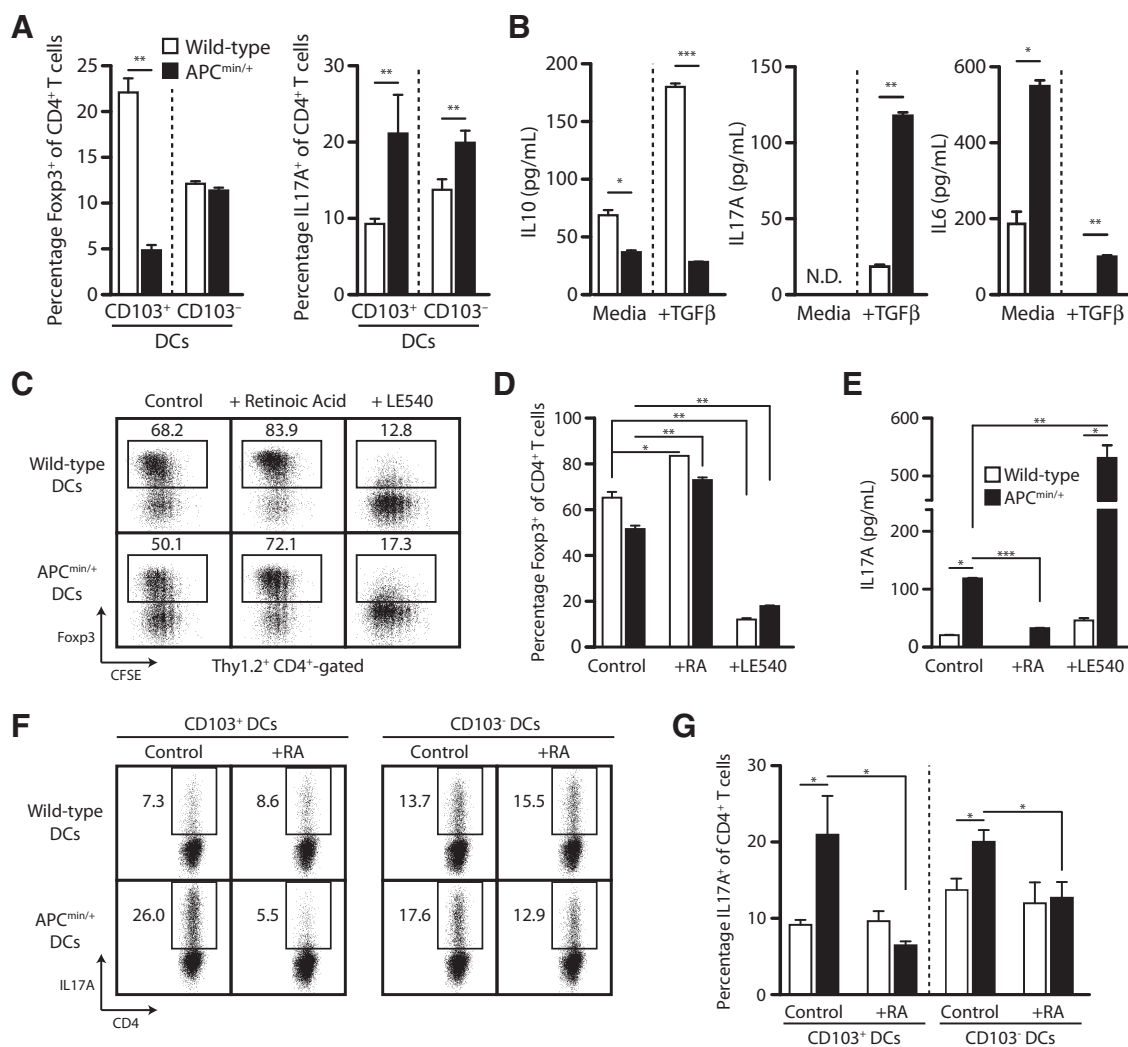 A
Wild-type
APCmin/+
Percentage Foxp3+ of CD4+ T cells
25
20
15
10
5
0
**
CD103+ CD103−
DCs
Percentage IL17A+ of CD4+ T cells
30
20
10
0
**
**
CD103+ CD103−
DCs
B
IL10 (pg/mL)
200
150
100
50
0
*
***
Media +TGFβ
IL17A (pg/mL)
150
100
50
0
N.D.
**
Media +TGFβ
IL6 (pg/mL)
600
400
200
0
*
**
Media +TGFβ
C
Control + Retinoic Acid + LE540
Wild-type
DCs
68.2 83.9 12.8
APCmin/+
DCs
50.1 72.1 17.3
Foxp3
CFSE
Thy1.2+ CD4+-gated
D
Percentage Foxp3+ of CD4+ T cells
100
80
60
40
20
0
**
**
**
*
Control +RA +LE540
E
IL17A (pg/mL)
600
500
200
100
0
Wild-type
APCmin/+
**
*
*
***
Control +RA +LE540
F
CD103+ DCs CD103- DCs
Control +RA Control +RA
Wild-type
DCs
7.3 8.6 13.7 15.5
APCmin/+
DCs
26.0 5.5 17.6 12.9
IL17A
CD4
G
Percentage IL17A+ of CD4+ T cells
30
20
10
0
*
*
*
*
Control +RA Control +RA
CD103+ DCs CD103- DCs